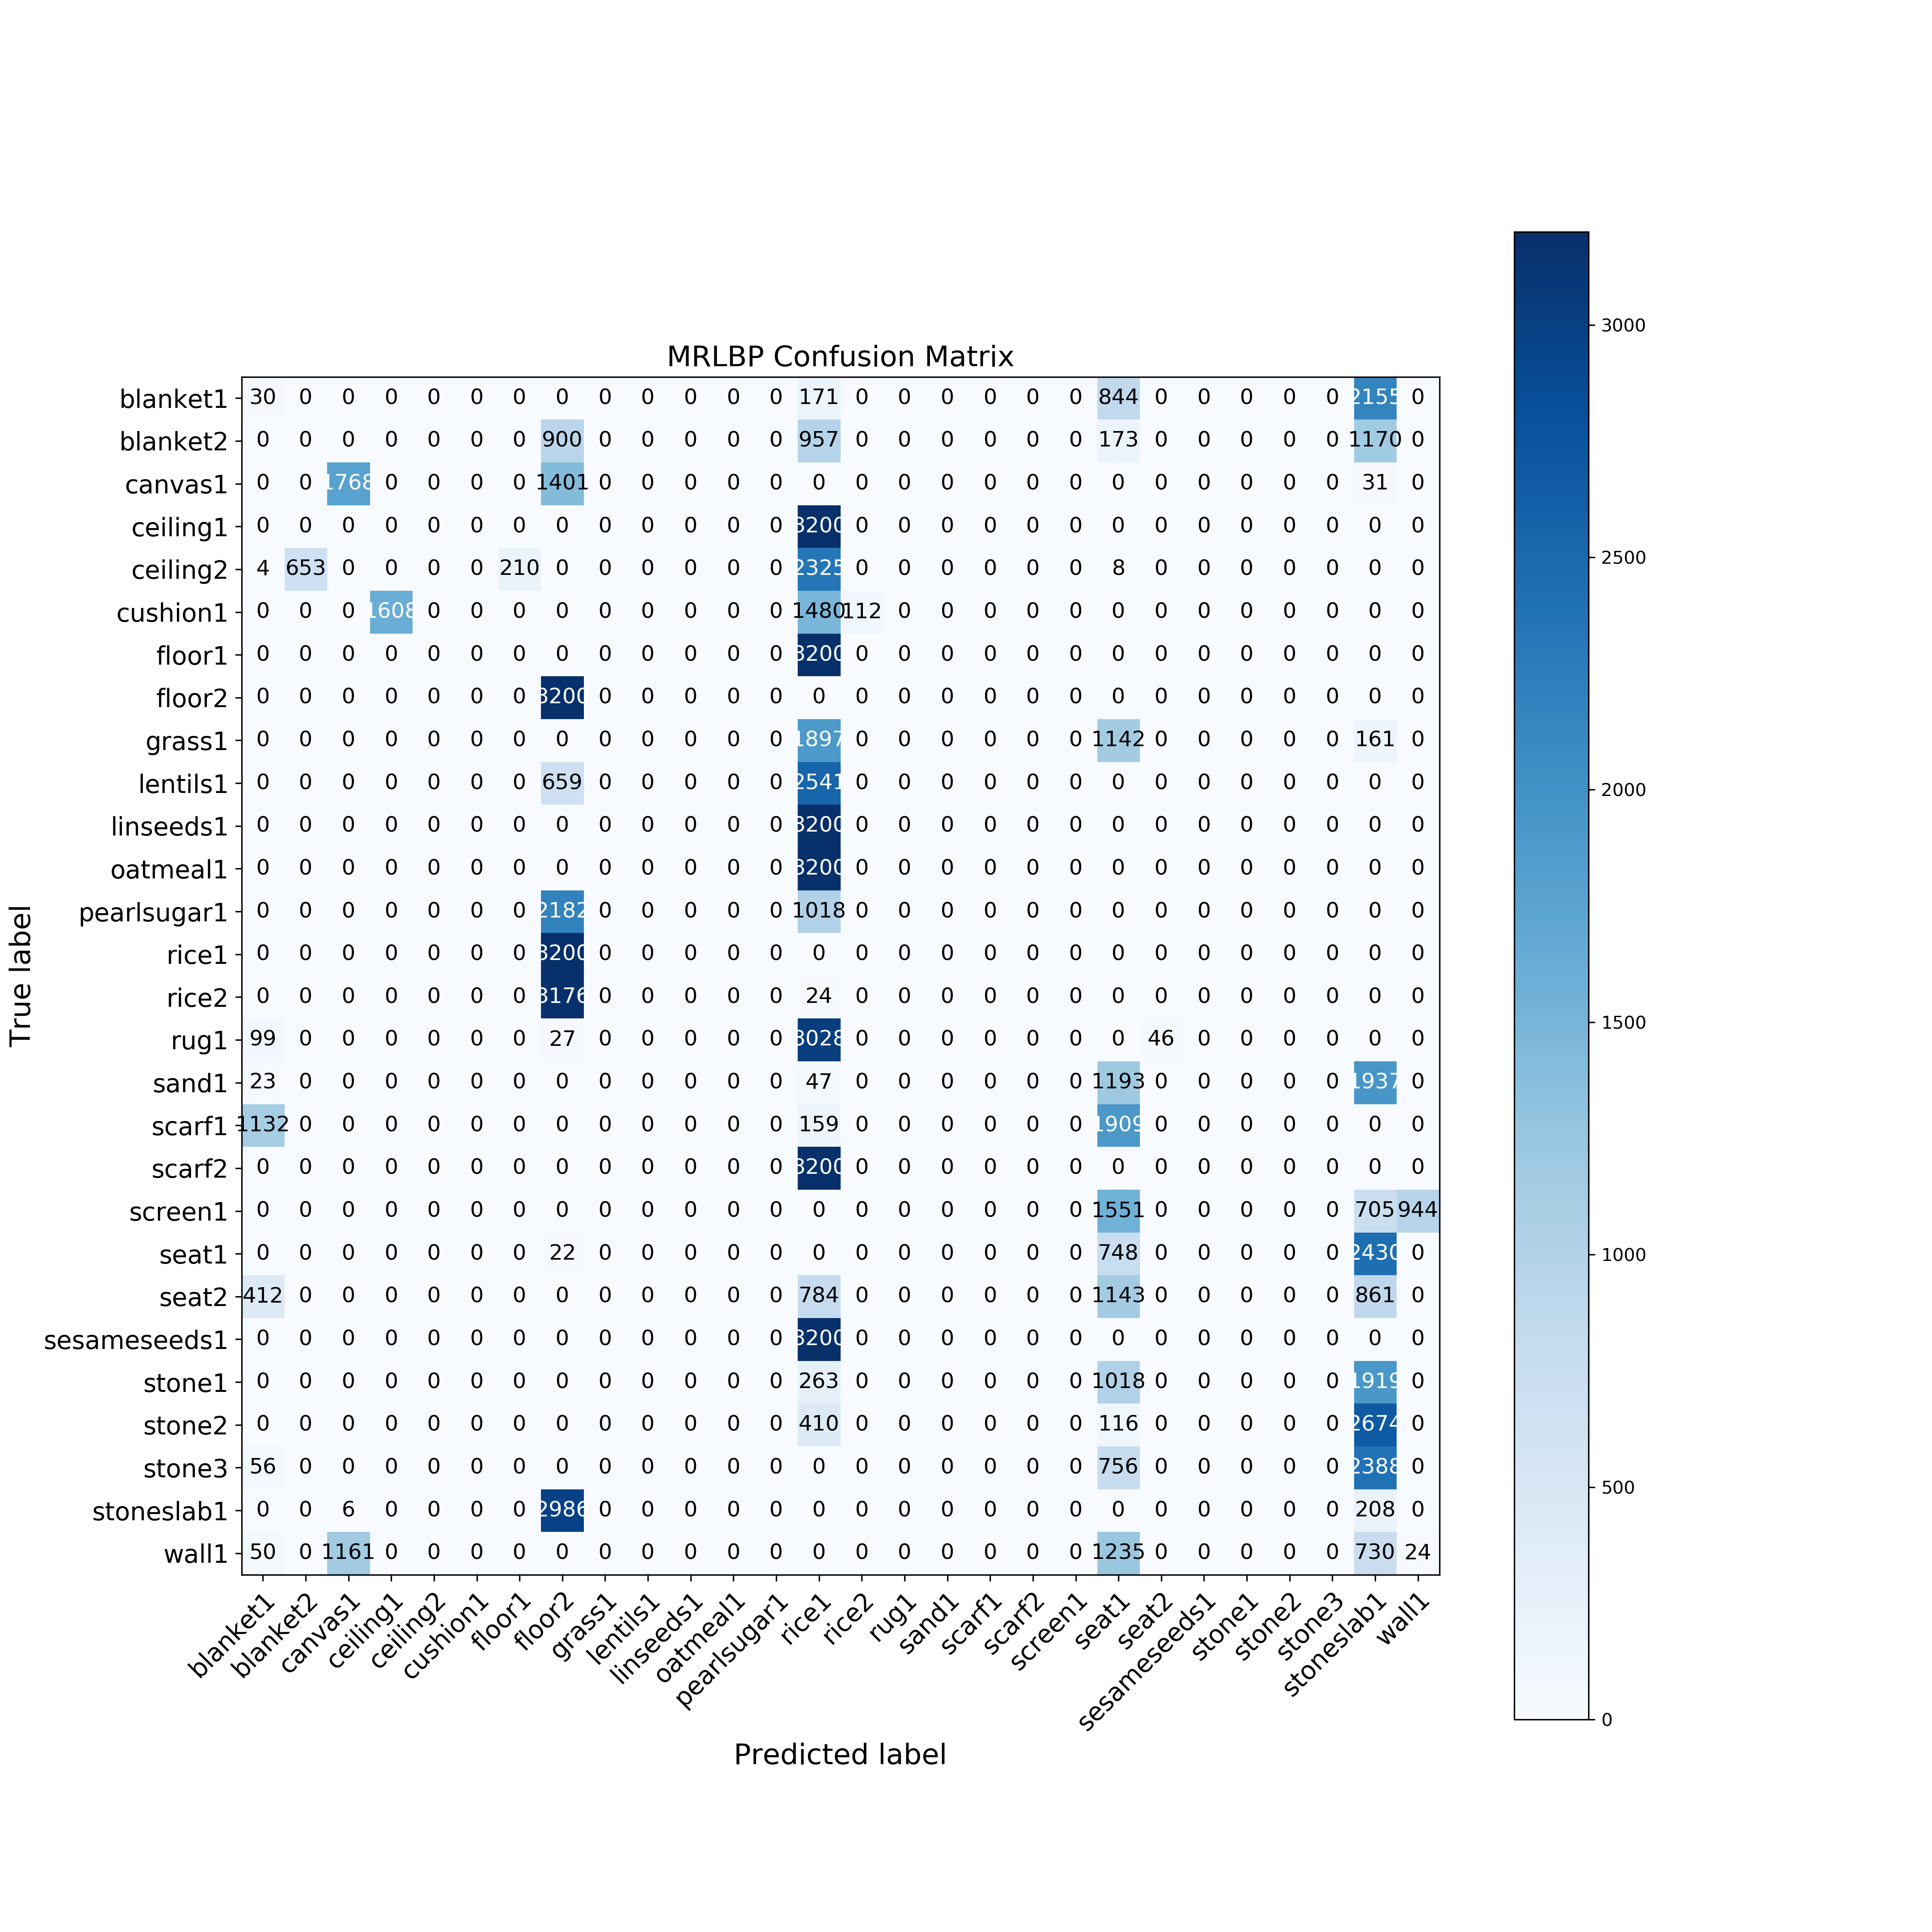 MRLBP Confusion Matrix
blanket1 30 0 0 0 0 0 0 0 0 0 0 0 0 171 0 0 0 0 0 0 844 0 0 0 0 0 2155 0
blanket2 0 0 0 0 0 0 0 900 0 0 0 0 0 957 0 0 0 0 0 0 173 0 0 0 0 0 1170 0
canvas1 0 0 1768 0 0 0 0 1401 0 0 0 0 0 0 0 0 0 0 0 0 0 0 0 0 0 0 31 0
ceiling1 0 0 0 0 0 0 0 0 0 0 0 0 0 3200 0 0 0 0 0 0 0 0 0 0 0 0 0 0
ceiling2 4 653 0 0 0 0 210 0 0 0 0 0 0 2325 0 0 0 0 0 0 8 0 0 0 0 0 0 0
cushion1 0 0 0 1608 0 0 0 0 0 0 0 0 0 1480 112 0 0 0 0 0 0 0 0 0 0 0 0 0
floor1 0 0 0 0 0 0 0 0 0 0 0 0 0 3200 0 0 0 0 0 0 0 0 0 0 0 0 0 0
floor2 0 0 0 0 0 0 0 3200 0 0 0 0 0 0 0 0 0 0 0 0 0 0 0 0 0 0 0 0
grass1 0 0 0 0 0 0 0 0 0 0 0 0 0 1897 0 0 0 0 0 0 1142 0 0 0 0 0 161 0
lentils1 0 0 0 0 0 0 0 659 0 0 0 0 0 2541 0 0 0 0 0 0 0 0 0 0 0 0 0 0
linseeds1 0 0 0 0 0 0 0 0 0 0 0 0 0 3200 0 0 0 0 0 0 0 0 0 0 0 0 0 0
oatmeal1 0 0 0 0 0 0 0 0 0 0 0 0 0 3200 0 0 0 0 0 0 0 0 0 0 0 0 0 0
pearlsugar1 0 0 0 0 0 0 0 2182 0 0 0 0 0 1018 0 0 0 0 0 0 0 0 0 0 0 0 0 0
rice1 0 0 0 0 0 0 0 3200 0 0 0 0 0 0 0 0 0 0 0 0 0 0 0 0 0 0 0 0
rice2 0 0 0 0 0 0 0 3176 0 0 0 0 0 24 0 0 0 0 0 0 0 0 0 0 0 0 0 0
rug1 99 0 0 0 0 0 0 27 0 0 0 0 0 3028 0 0 0 0 0 0 0 46 0 0 0 0 0 0
sand1 23 0 0 0 0 0 0 0 0 0 0 0 0 47 0 0 0 0 0 0 1193 0 0 0 0 0 1937 0
scarf1 1132 0 0 0 0 0 0 0 0 0 0 0 0 159 0 0 0 0 0 0 1909 0 0 0 0 0 0 0
scarf2 0 0 0 0 0 0 0 0 0 0 0 0 0 3200 0 0 0 0 0 0 0 0 0 0 0 0 0 0
screen1 0 0 0 0 0 0 0 0 0 0 0 0 0 0 0 0 0 0 0 0 1551 0 0 0 0 0 705 944
seat1 0 0 0 0 0 0 0 22 0 0 0 0 0 0 0 0 0 0 0 0 748 0 0 0 0 0 2430 0
seat2 412 0 0 0 0 0 0 0 0 0 0 0 0 784 0 0 0 0 0 0 1143 0 0 0 0 0 861 0
sesameseeds1 0 0 0 0 0 0 0 0 0 0 0 0 0 3200 0 0 0 0 0 0 0 0 0 0 0 0 0 0
stone1 0 0 0 0 0 0 0 0 0 0 0 0 0 263 0 0 0 0 0 0 1018 0 0 0 0 0 1919 0
stone2 0 0 0 0 0 0 0 0 0 0 0 0 0 410 0 0 0 0 0 0 116 0 0 0 0 0 2674 0
stone3 56 0 0 0 0 0 0 0 0 0 0 0 0 0 0 0 0 0 0 0 756 0 0 0 0 0 2388 0
stoneslab1 0 0 6 0 0 0 0 2986 0 0 0 0 0 0 0 0 0 0 0 0 0 0 0 0 0 0 208 0
wall1 50 0 1161 0 0 0 0 0 0 0 0 0 0 0 0 0 0 0 0 0 1235 0 0 0 0 0 730 24
blanket1 blanket2 canvas1 ceiling1 ceiling2 cushion1 floor1 floor2 grass1 lentils1 linseeds1 oatmeal1 pearlsugar1 rice1 rice2 rug1 sand1 scarf1 scarf2 screen1 seat1 seat2 sesameseeds1 stone1 stone2 stone3 stoneslab1 wall1
Predicted label
True label
3000
2500
2000
1500
1000
500
0